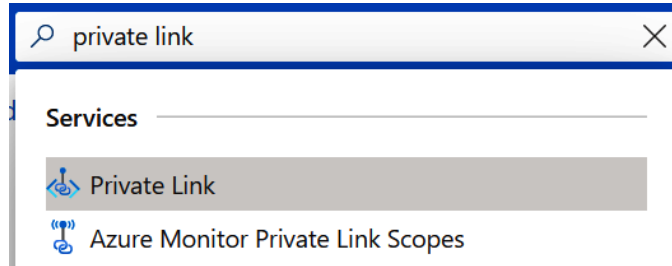 private link
Services
Private Link
Azure Monitor Private Link Scopes